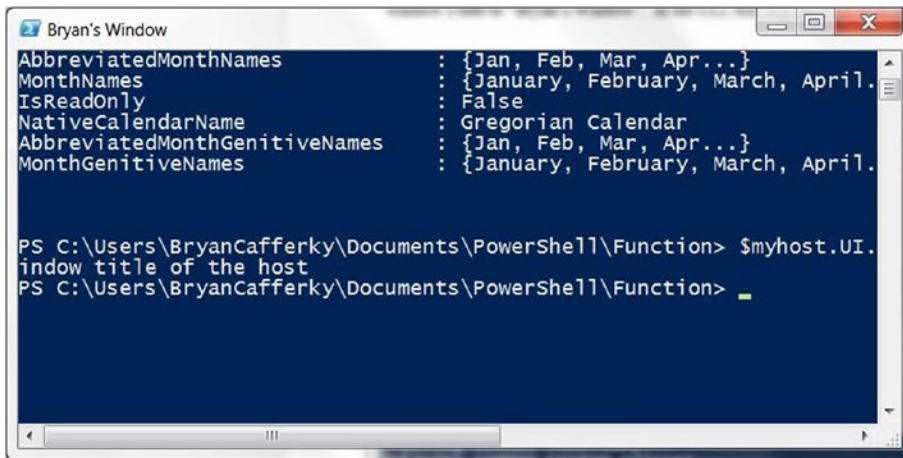 Bryan's Window
AbbreviatedMonthNames : {Jan, Feb, Mar, Apr...}
MonthNames : {January, February, March, April.
IsReadOnly : False
NativeCalendarName : Gregorian Calendar
AbbreviatedMonthGenitiveNames : {Jan, Feb, Mar, Apr...}
MonthGenitiveNames : {January, February, March, April.
PS C:\Users\BryanCafferky\Documents\PowerShell\Function> $myhost.UI.
indow title of the host
PS C:\Users\BryanCafferky\Documents\PowerShell\Function> _